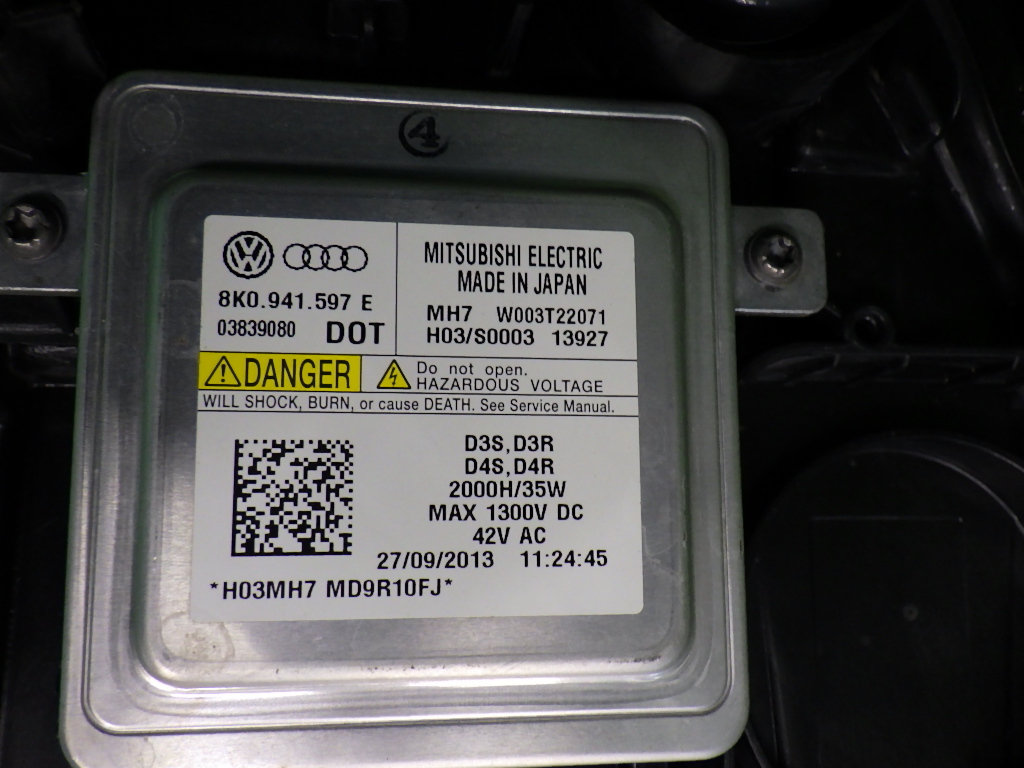 4
8K0.941.597 E
03839080 DOT
MITSUBISHI ELECTRIC
MADE IN JAPAN
MH7 W003T22071
H03/S0003 13927
DANGER
Do not open.
HAZARDOUS VOLTAGE
WILL SHOCK, BURN, or cause DEATH. See Service Manual.
D3S,D3R
D4S,D4R
2000H/35W
MAX 1300V DC
42V AC
27/09/2013 11:24:45
*H03MH7 MD9R10FJ*